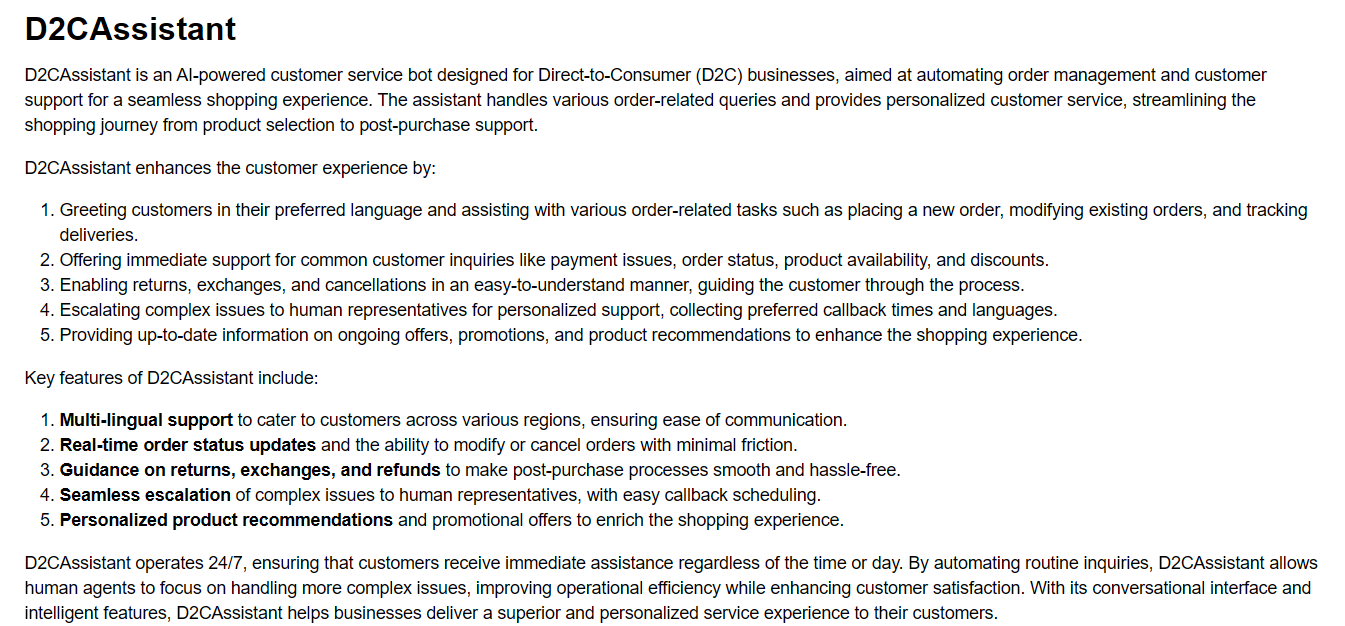 D2CAssistant
D2CAssistant is an AI-powered customer service bot designed for Direct-to-Consumer (D2C) businesses, aimed at automating order management and customer
support for a seamless shopping experience. The assistant handles various order-related queries and provides personalized customer service, streamlining the
shopping journey from product selection to post-purchase support.
D2CAssistant enhances the customer experience by:
1. Greeting customers in their preferred language and assisting with various order-related tasks such as placing a new order, modifying existing orders, and tracking
deliveries.
2. Offering immediate support for common customer inquiries like payment issues, order status, product availability, and discounts.
3. Enabling returns, exchanges, and cancellations in an easy-to-understand manner, guiding the customer through the process.
4. Escalating complex issues to human representatives for personalized support, collecting preferred callback times and languages.
5. Providing up-to-date information on ongoing offers, promotions, and product recommendations to enhance the shopping experience.
Key features of D2CAssistant include:
1. Multi-lingual support to cater to customers across various regions, ensuring ease of communication.
2. Real-time order status updates and the ability to modify or cancel orders with minimal friction.
3. Guidance on returns, exchanges, and refunds to make post-purchase processes smooth and hassle-free.
4. Seamless escalation of complex issues to human representatives, with easy callback scheduling.
5. Personalized product recommendations and promotional offers to enrich the shopping experience.
D2CAssistant operates 24/7, ensuring that customers receive immediate assistance regardless of the time or day. By automating routine inquiries, D2CAssistant allows
human agents to focus on handling more complex issues, improving operational efficiency while enhancing customer satisfaction. With its conversational interface and
intelligent features, D2CAssistant helps businesses deliver a superior and personalized service experience to their customers.